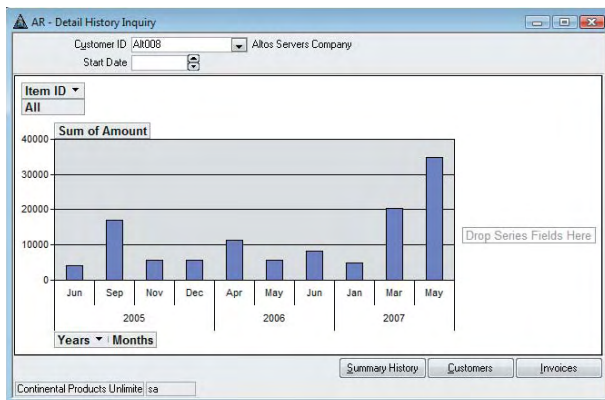 AR - Detail History Inquiry
Customer ID Alt008 Altos Servers Company
Start Date
Item ID
All
Sum of Amount
40000
30000
20000
10000
0
Drop Series Fields Here
Jun Sep Nov Dec Apr May Jun Jan Mar May
2005 2006 2007
Years Months
Summary History Customers Invoices
Continental Products Unlimite sa